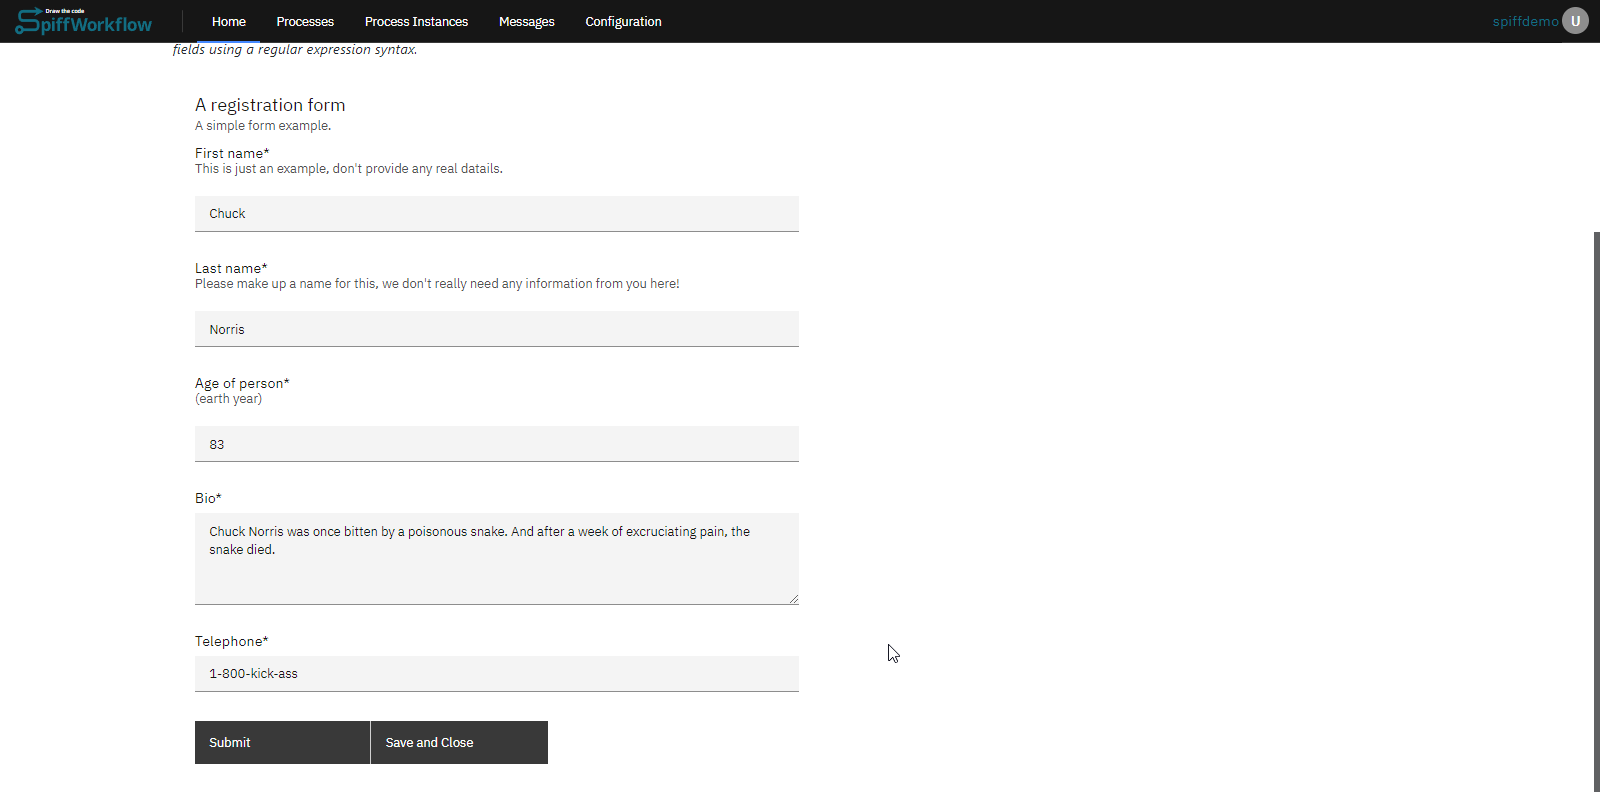 Draw the code
SpiffWorkflow
Home Processes Process Instances Messages Configuration
spiffdemo U
fields using a regular expression syntax.
A registration form
A simple form example.
First name*
This is just an example, don't provide any real datails.
Chuck
Last name*
Please make up a name for this, we don't really need any information from you here!
Norris
Age of person*
(earth year)
83
Bio*
Chuck Norris was once bitten by a poisonous snake. And after a week of excruciating pain, the
snake died.
Telephone*
1-800-kick-ass
Submit Save and Close